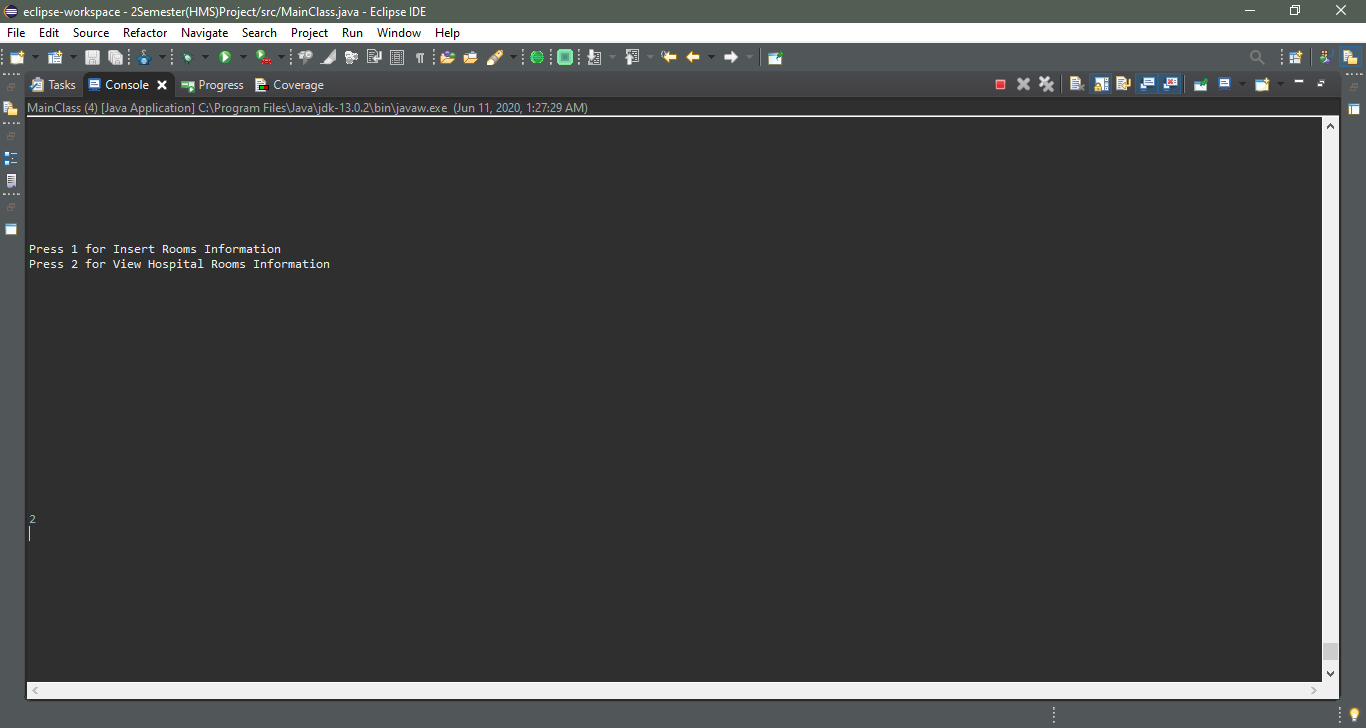 eclipse-workspace - 2Semester(HMS)Project/src/MainClass.java - Eclipse IDE
File Edit Source Refactor Navigate Search Project Run Window Help
Tasks Console Progress Coverage
MainClass (4) [Java Application] C:\Program Files\Java\jdk-13.0.2\bin\javaw.exe (Jun 11, 2020, 1:27:29 AM)
Press 1 for Insert Rooms Information
Press 2 for View Hospital Rooms Information
2